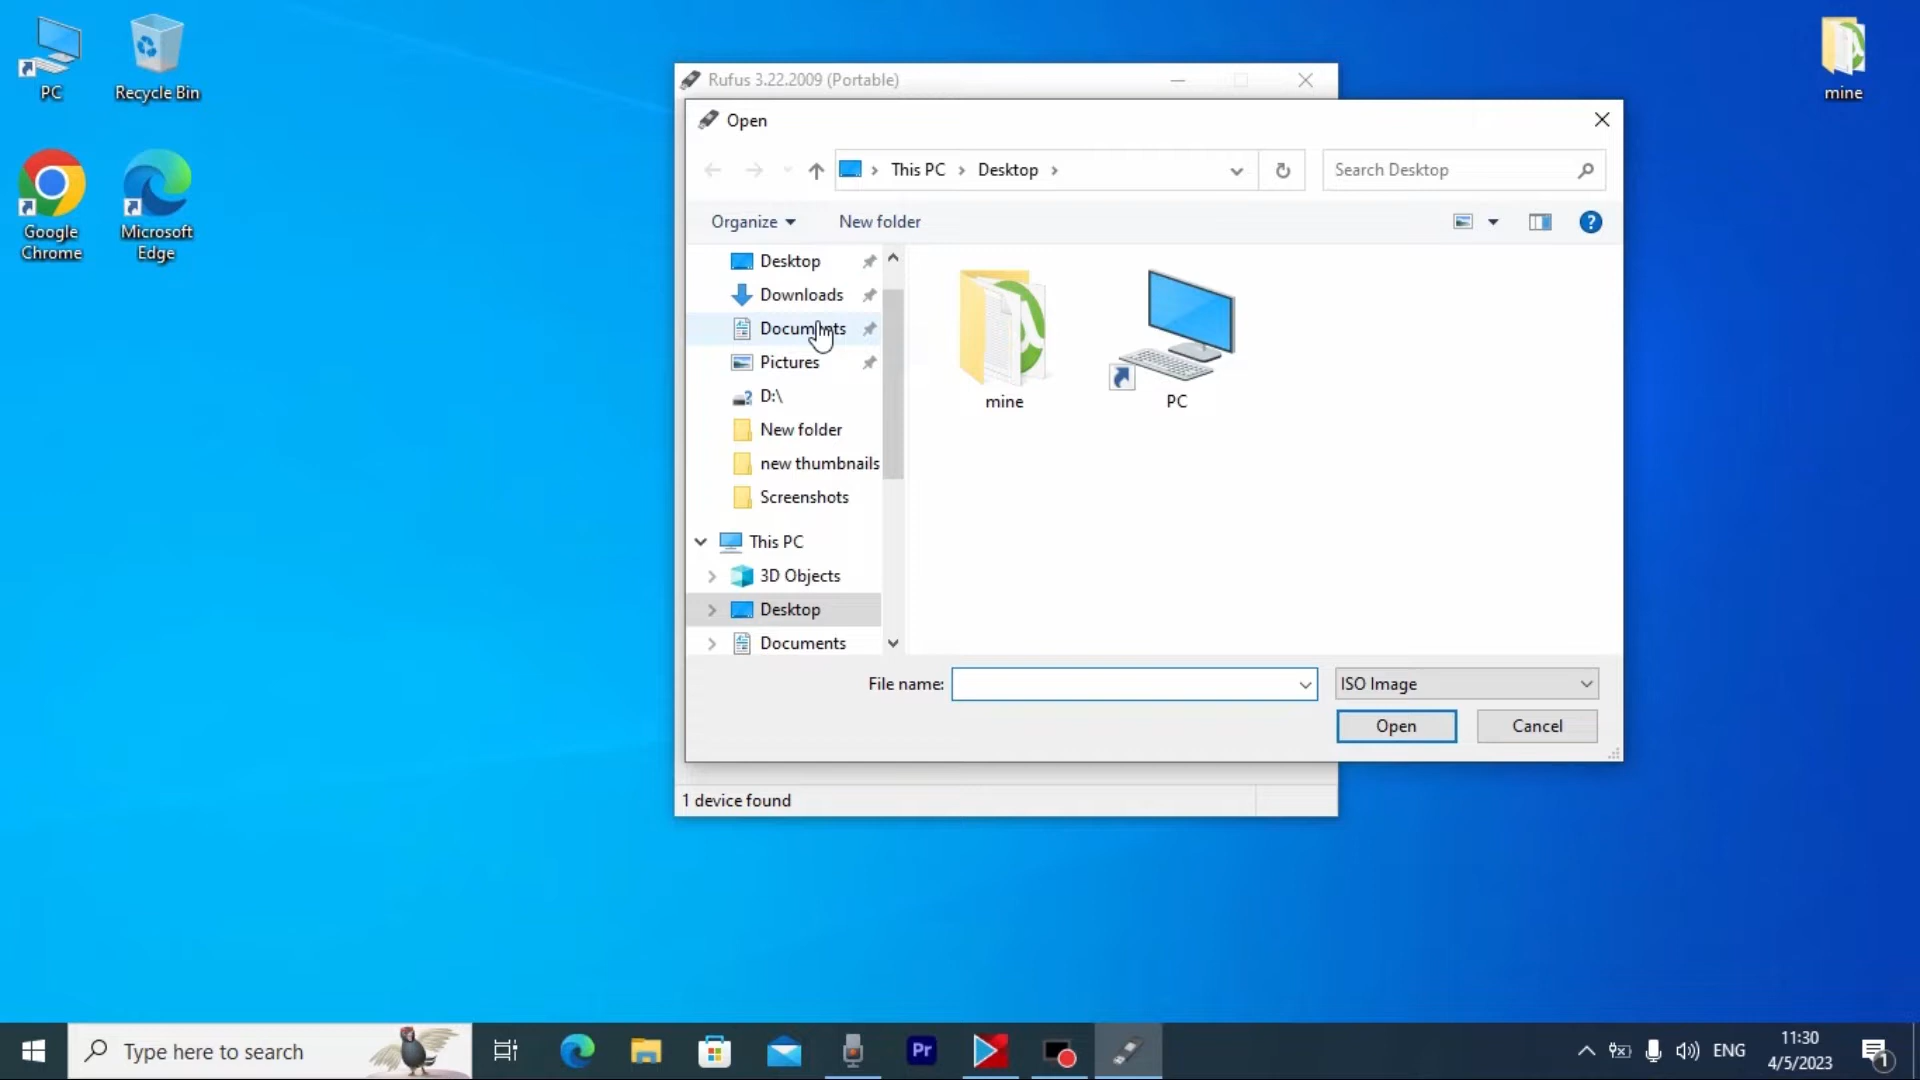 PC
Recycle Bin
Google
Chrome
Microsoft
Edge
mine
Rufus 3.22.2009 (Portable)
Open
This PC
Desktop
Search Desktop
Organize
New folder
Desktop
Downloads
Documents
Pictures
D:\
New folder
new thumbnails
Screenshots
This PC
3D Objects
Desktop
Documents
mine
PC
File name:
ISO Image
Open
Cancel
1 device found
Type here to search
Pr
ENG
11:30
4/5/2023
1